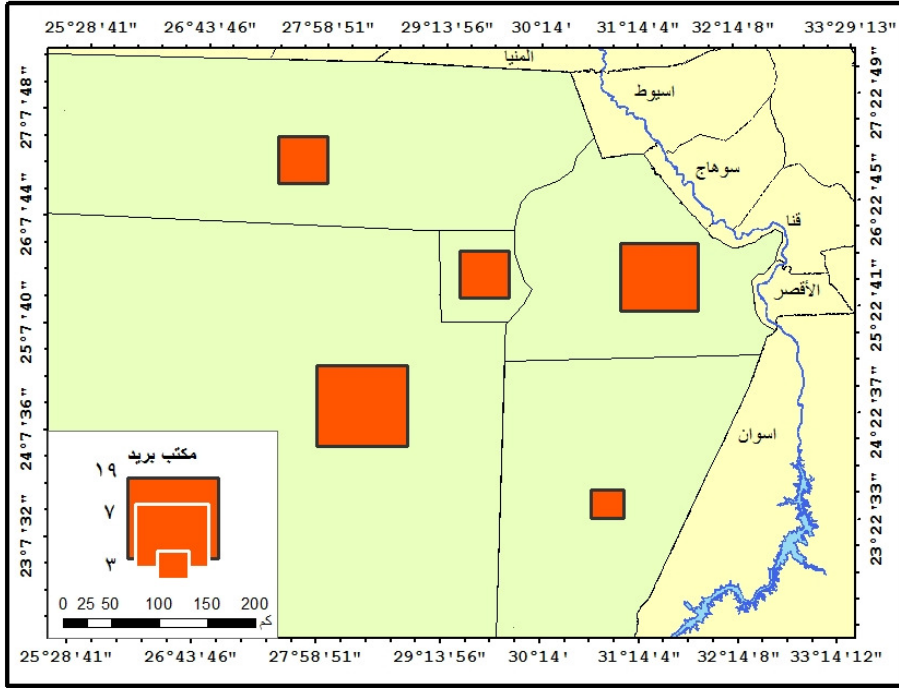 25°28'41" 26°43'46" 27°58'51" 29°13'56" 30°14' 31°14'4" 32°14'8" 33°29'13"
27°7'48" 26°7'44" 25°7'40" 24°7'36" 23°7'32"
27°22'49" 26°22'45" 25°22'41" 24°22'37" 23°22'33"
المنيا
اسيوط
سوهاج
قنا
الأقصر
اسوان
مكتب بريد
١٩
٧
٣
0 25 50 100 150 200
كم
25°28'41" 26°43'46" 27°58'51" 29°13'56" 30°14' 31°14'4" 32°14'8" 33°14'12"